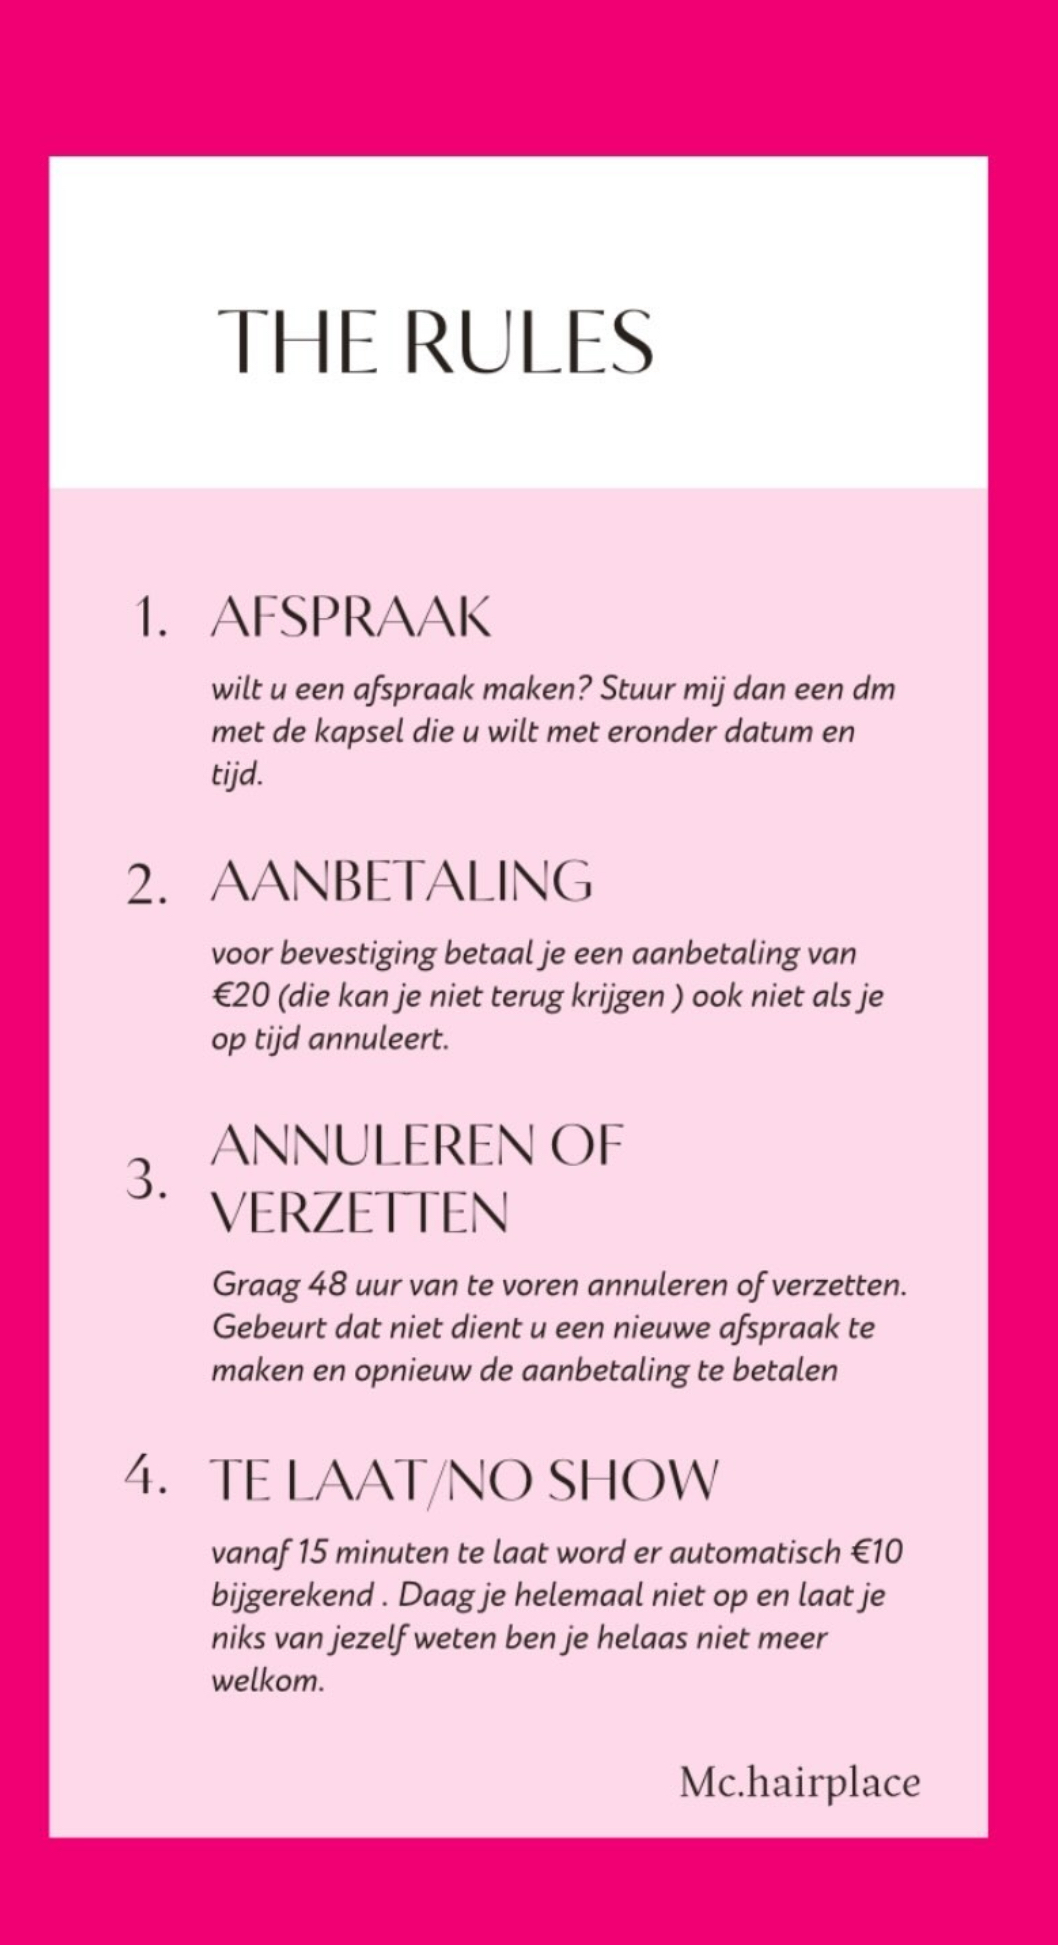 THE RULES
1. AFSPRAAK
wilt u een afspraak maken? Stuur mij dan een dm
met de kapsel die u wilt met eronder datum en
tijd.
2. AANBETALING
voor bevestiging betaal je een aanbetaling van
€20 (die kan je niet terug krijgen ) ook niet als je
op tijd annuleert.
3. ANNULEREN OF
VERZETTEN
Graag 48 uur van te voren annuleren of verzetten.
Gebeurt dat niet dient u een nieuwe afspraak te
maken en opnieuw de aanbetaling te betalen
4. TE LAAT/NO SHOW
vanaf 15 minuten te laat word er automatisch €10
bijgerekend . Daag je helemaal niet op en laat je
niks van jezelf weten ben je helaas niet meer
welkom.
Mc.hairplace